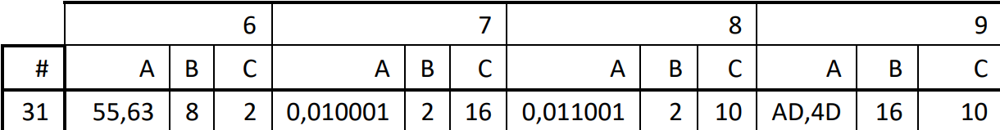 6 7 8 9
# A B C A B C A B C A B C
31 55,63 8 2 0,010001 2 16 0,011001 2 10 AD,4D 16 10